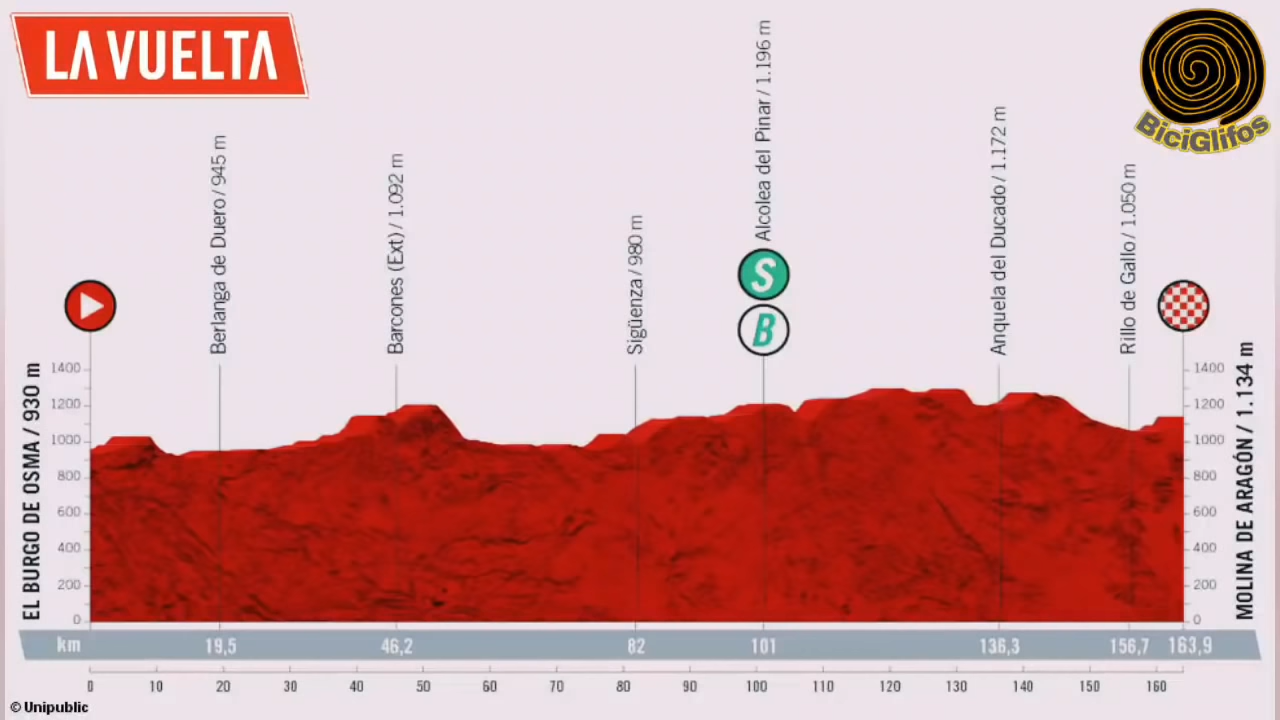 LA VUELTA
BiciGlifos
Berlanga de Duero / 945 m
Barcones (Ext) / 1.092 m
Sigüenza / 980 m
Alcolea del Pinar / 1.196 m
S
B
Anquela del Ducado / 1.172 m
Rillo de Gallo / 1.050 m
EL BURGO DE OSMA / 930 m
1400
1200
1000
800
600
400
200
0
1400
1200
1000
800
600
400
200
0
MOLINA DE ARAGÓN / 1.134 m
km 19,5 46,2 82 101 136,3 156,7 163,9
0 10 20 30 40 50 60 70 80 90 100 110 120 130 140 150 160
© Unipublic